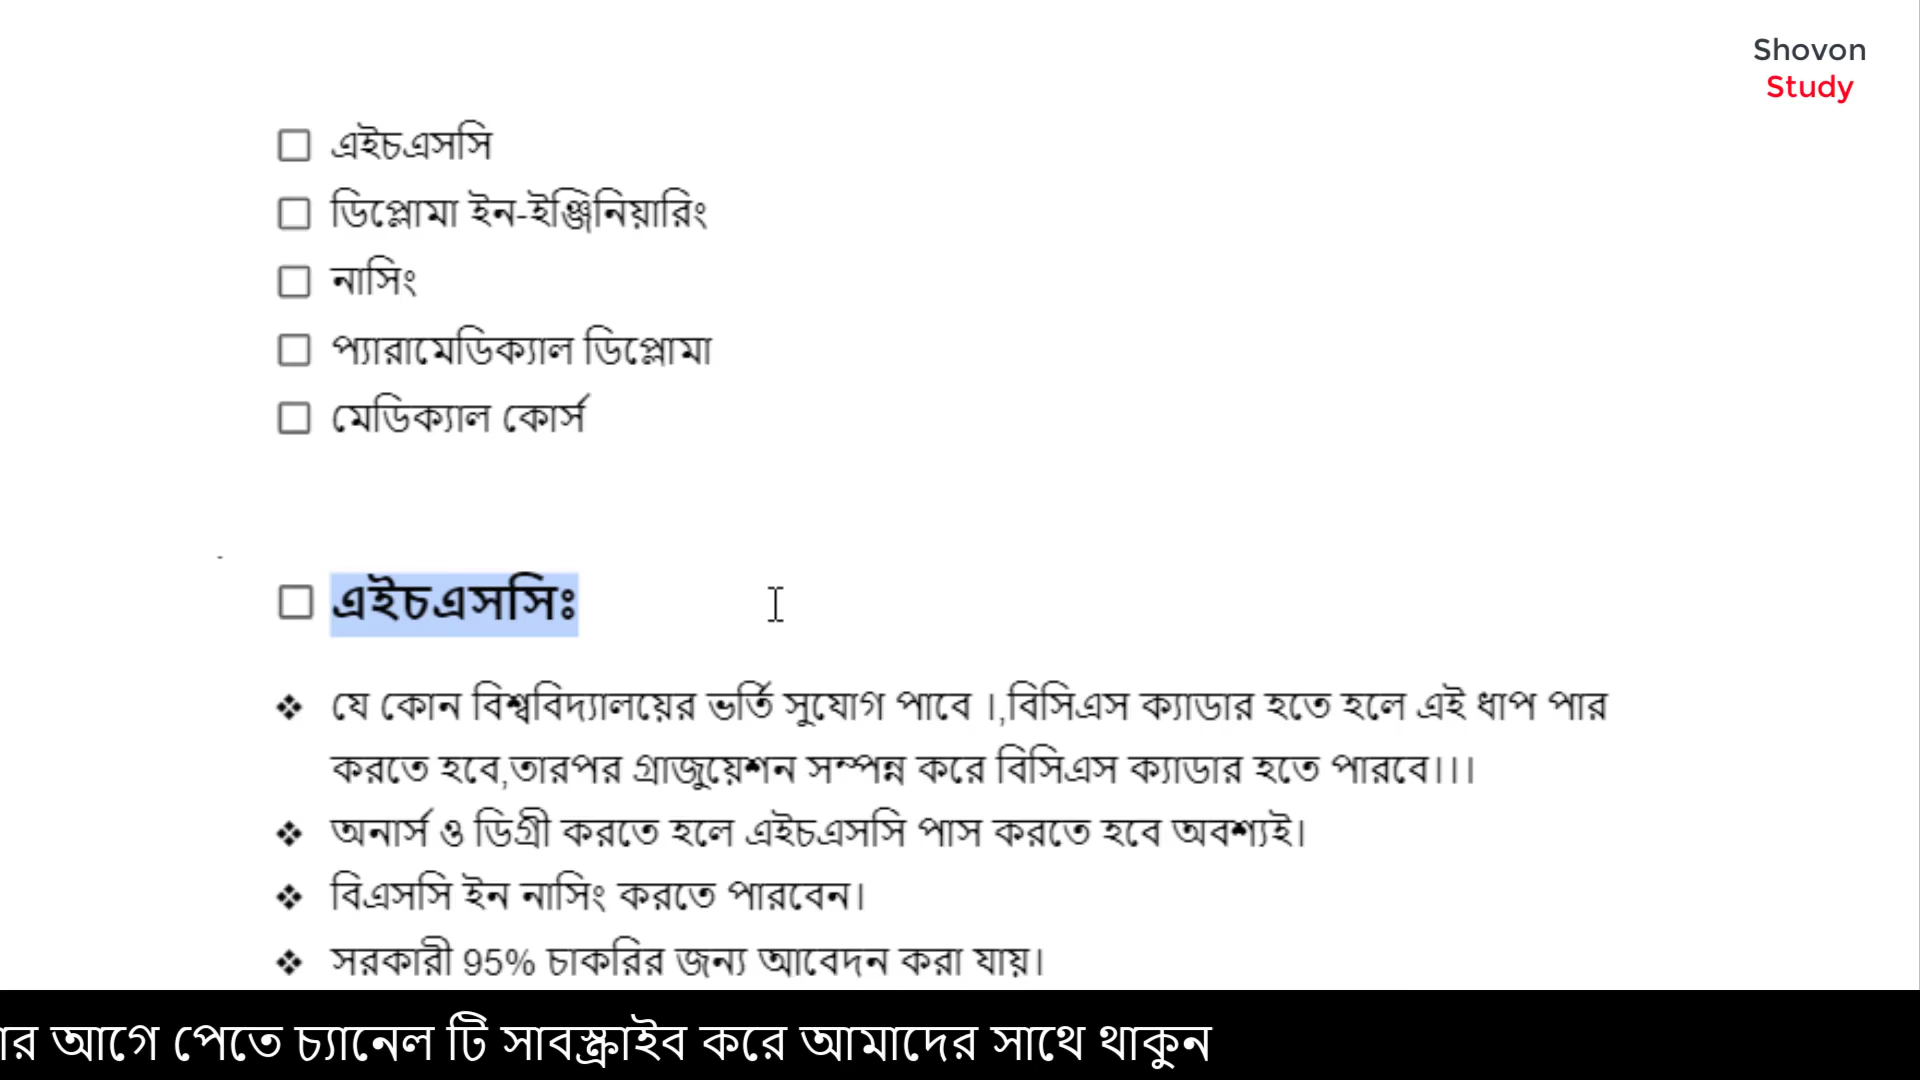 Shovon
Study
এইচএসসি
ডিপ্লোমা ইন-ইঞ্জিনিয়ারিং
নাসিং
প্যারামেডিক্যাল ডিপ্লোমা
মেডিক্যাল কোর্স
এইচএসসিঃ
যে কোন বিশ্ববিদ্যালয়ের ভর্তি সুযোগ পাবে ।,বিসিএস ক্যাডার হতে হলে এই ধাপ পার
করতে হবে,তারপর গ্রাজুয়েশন সম্পন্ন করে বিসিএস ক্যাডার হতে পারবে।।।
অনার্স ও ডিগ্রী করতে হলে এইচএসসি পাস করতে হবে অবশ্যই।
বিএসসি ইন নাসিং করতে পারবেন।
সরকারী 95% চাকরির জন্য আবেদন করা যায়।
আগে পেতে চ্যানেল টি সাবস্ক্রাইব করে আমাদের সাথে থাকুন